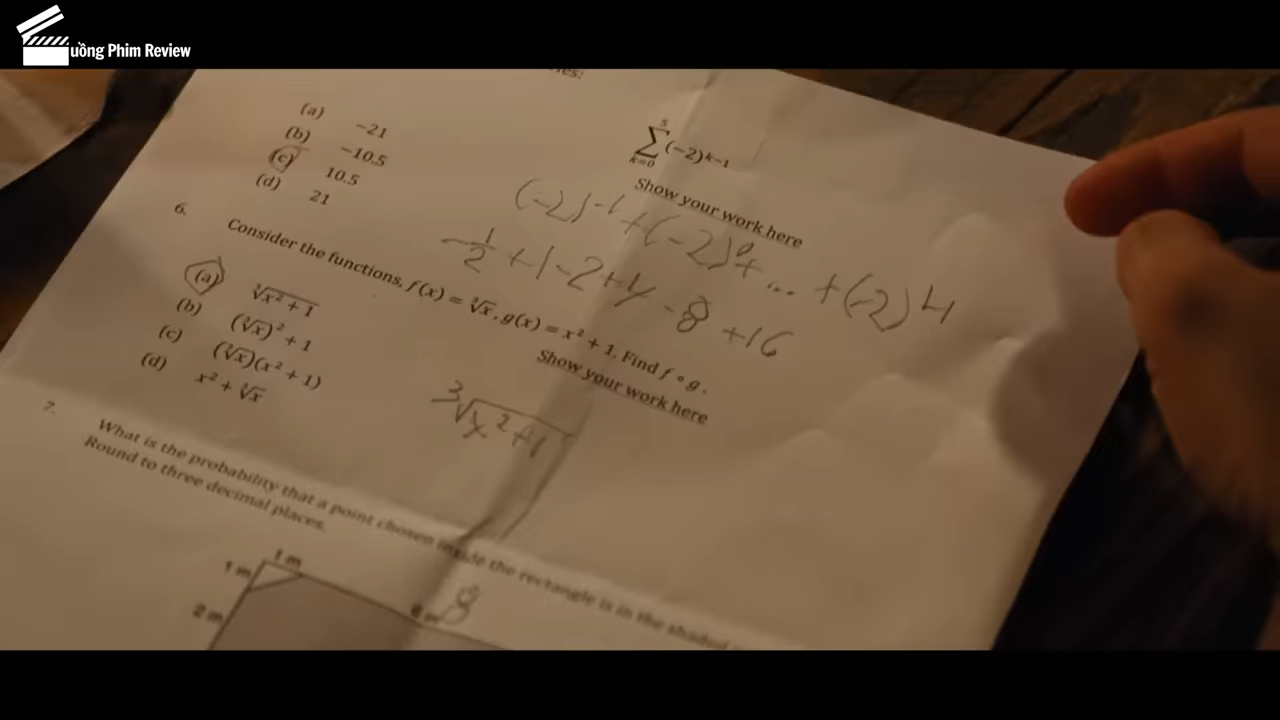 uồng Phim Review
(a) -21
(b) -10.5
(c) 10.5
(d) 21
∑_{k=0}^{5} (-2)^{k-1}
Show your work here
(-2)^{-1} + (-2)^0 + ... + (-2)^4
-1/2 + 1 - 2 + 4 - 8 + 16
6. Consider the functions, f(x) = ∛x, g(x) = x² + 1. Find f ∘ g.
(a) ∛(x² + 1)
(b) (∛x)² + 1
(c) (∛x)(x² + 1)
(d) x² + ∛x
Show your work here
∛(x² + 1)
7. What is the probability that a point chosen inside the rectangle is in the shaded
Round to three decimal places.
1 m
1 m
2 m
8